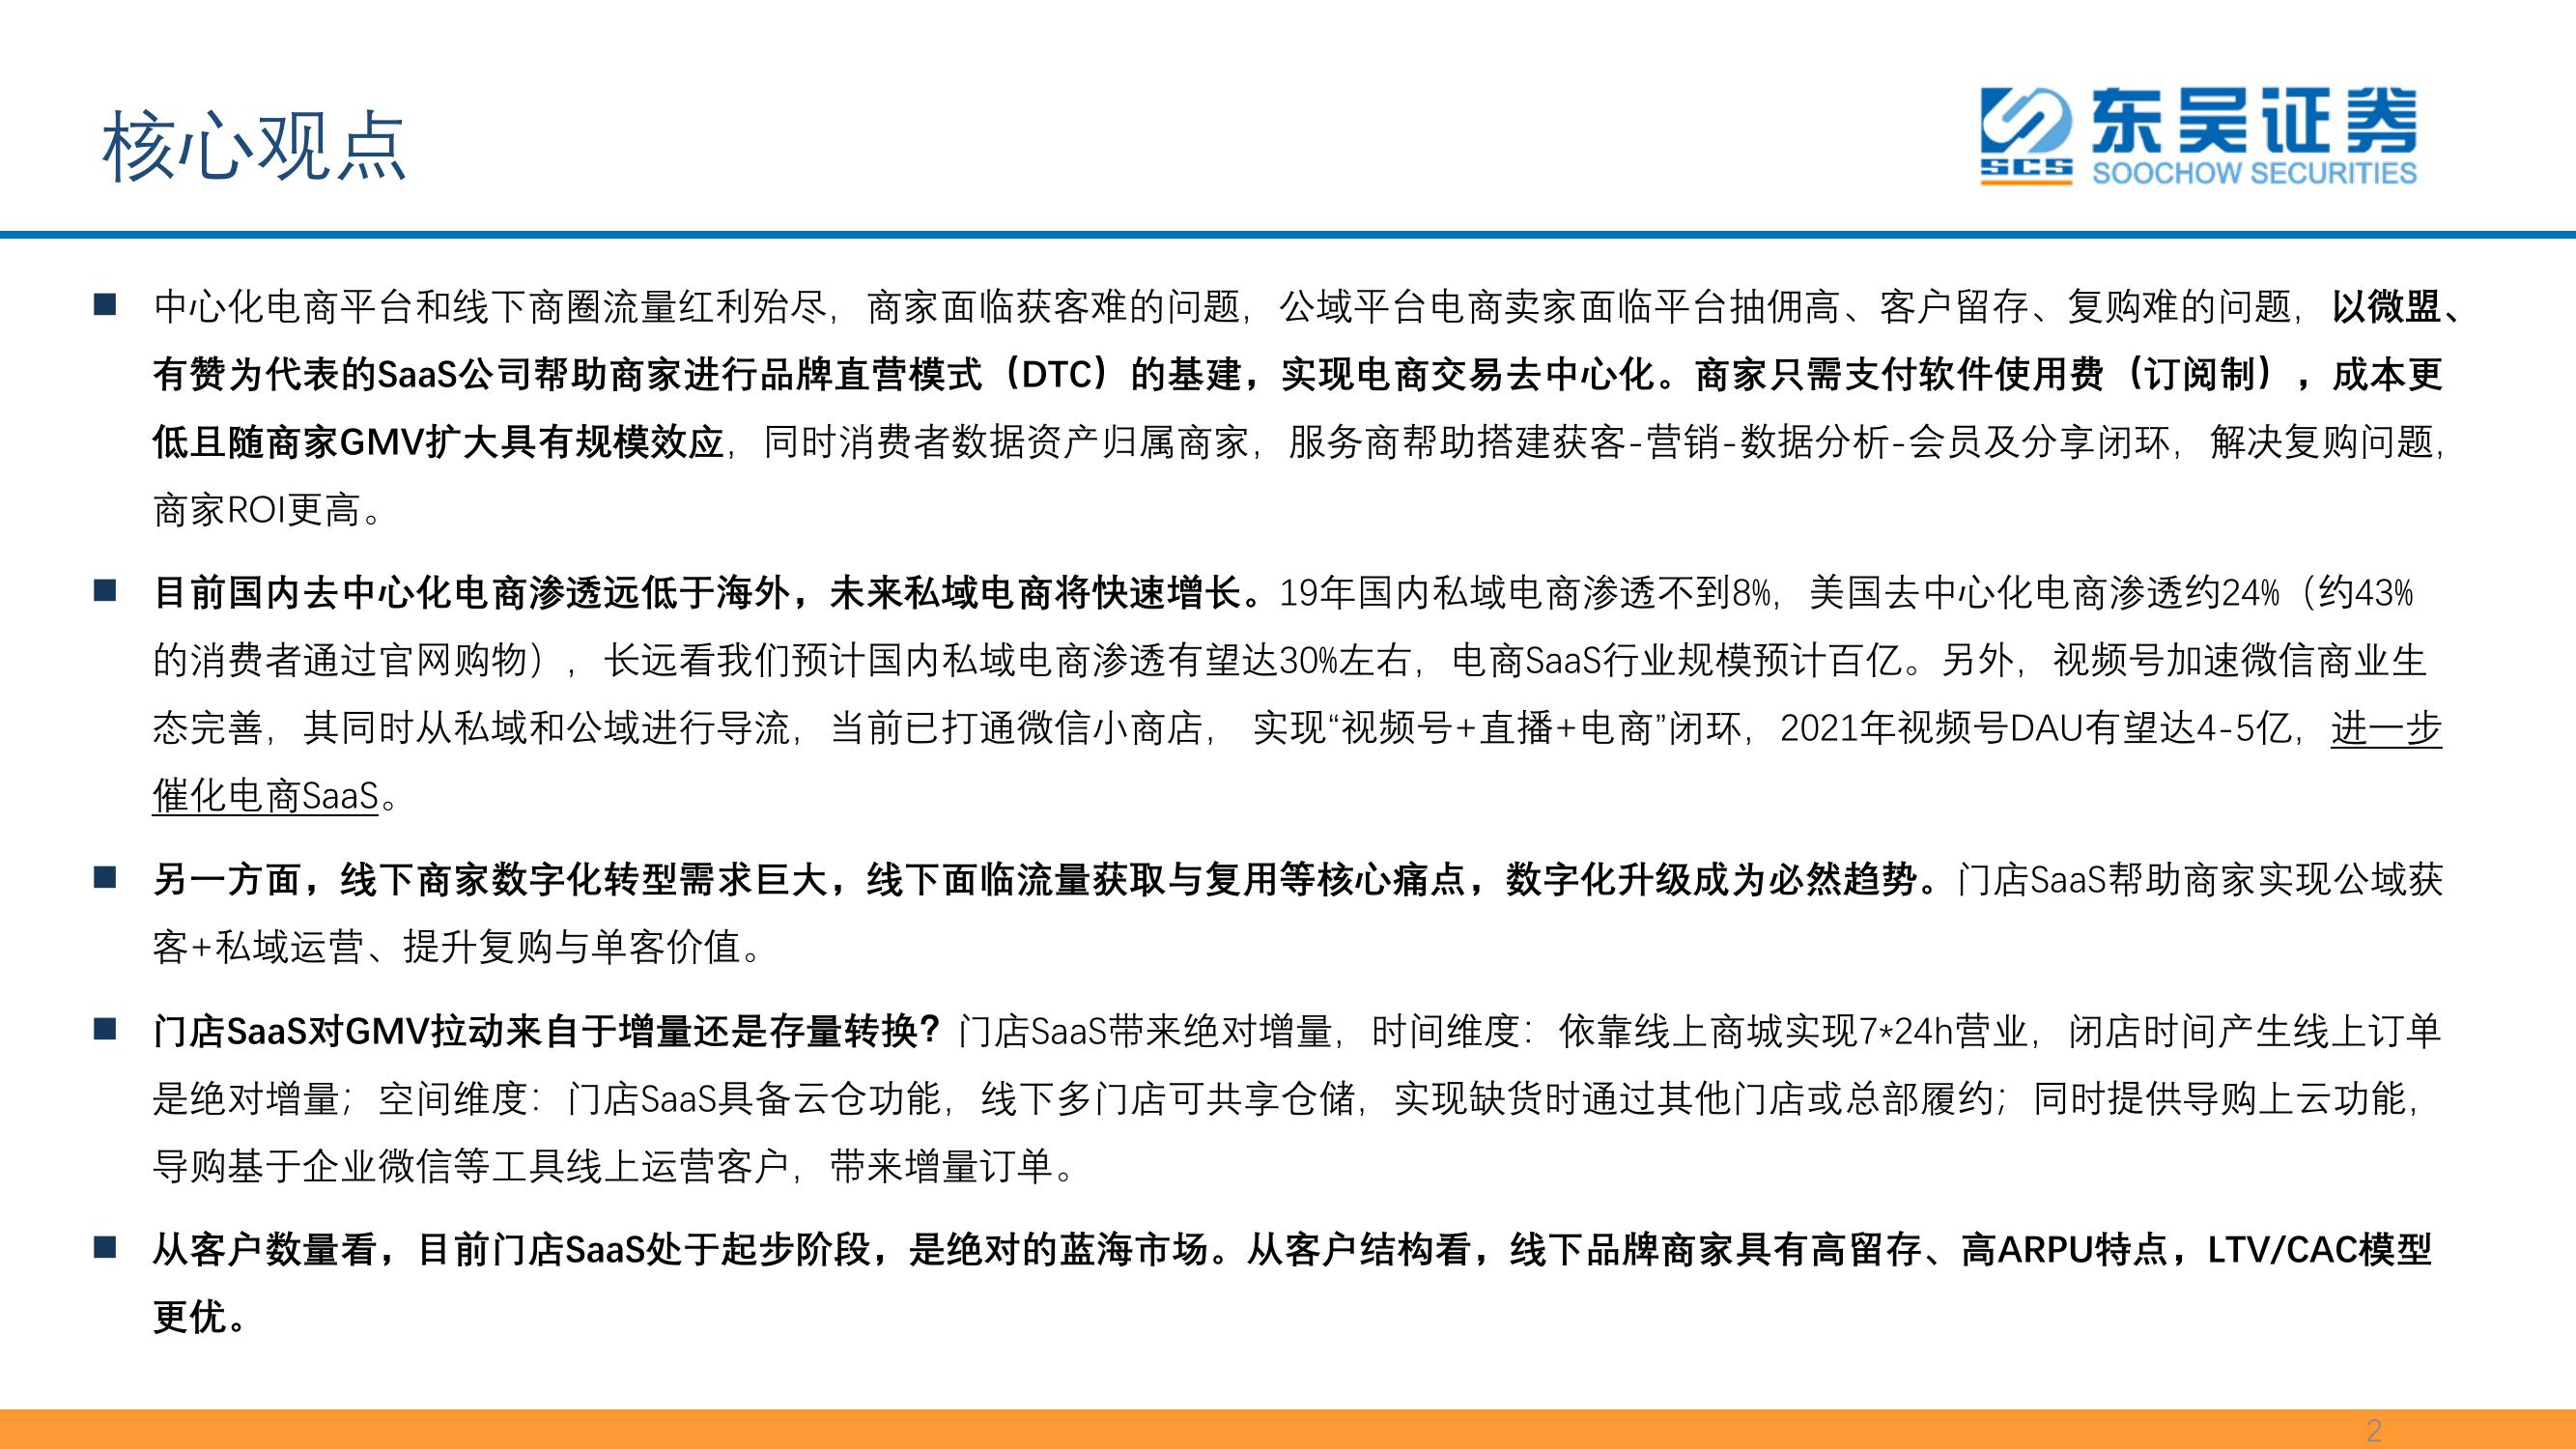 核心观点
东吴证券
SCS
SOOCHOW SECURITIES
中心化电商平台和线下商圈流量红利殆尽，商家面临获客难的问题，公域平台电商卖家面临平台抽佣高、客户留存、复购难的问题，以微盟、
有赞为代表的SaaS公司帮助商家进行品牌直营模式（DTC）的基建，实现电商交易去中心化。商家只需支付软件使用费（订阅制），成本更
低且随商家GMV扩大具有规模效应，同时消费者数据资产归属商家，服务商帮助搭建获客-营销-数据分析-会员及分享闭环，解决复购问题，
商家ROI更高。
目前国内去中心化电商渗透远低于海外，未来私域电商将快速增长。19年国内私域电商渗透不到8%，美国去中心化电商渗透约24%（约43%
的消费者通过官网购物），长远看我们预计国内私域电商渗透有望达30%左右，电商SaaS行业规模预计百亿。另外，视频号加速微信商业生
态完善，其同时从私域和公域进行导流，当前已打通微信小商店， 实现“视频号+直播+电商”闭环，2021年视频号DAU有望达4-5亿，进一步
催化电商SaaS。
另一方面，线下商家数字化转型需求巨大，线下面临流量获取与复用等核心痛点，数字化升级成为必然趋势。门店SaaS帮助商家实现公域获
客+私域运营、提升复购与单客价值。
门店SaaS对GMV拉动来自于增量还是存量转换？门店SaaS带来绝对增量，时间维度：依靠线上商城实现7*24h营业，闭店时间产生线上订单
是绝对增量；空间维度：门店SaaS具备云仓功能，线下多门店可共享仓储，实现缺货时通过其他门店或总部履约；同时提供导购上云功能，
导购基于企业微信等工具线上运营客户，带来增量订单。
从客户数量看，目前门店SaaS处于起步阶段，是绝对的蓝海市场。从客户结构看，线下品牌商家具有高留存、高ARPU特点，LTV/CAC模型
更优。
2